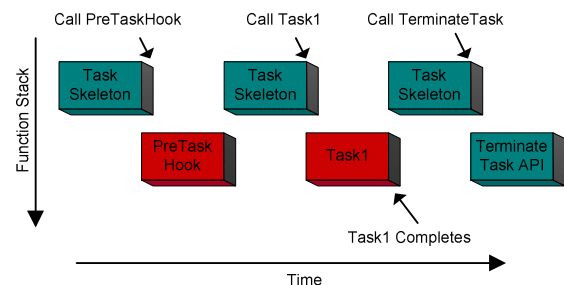 Call PreTaskHook
Call Task1
Call TerminateTask
Function Stack
Task
Skeleton
Task
Skeleton
Task
Skeleton
PreTask
Hook
Task1
Terminate
Task API
Task1 Completes
Time